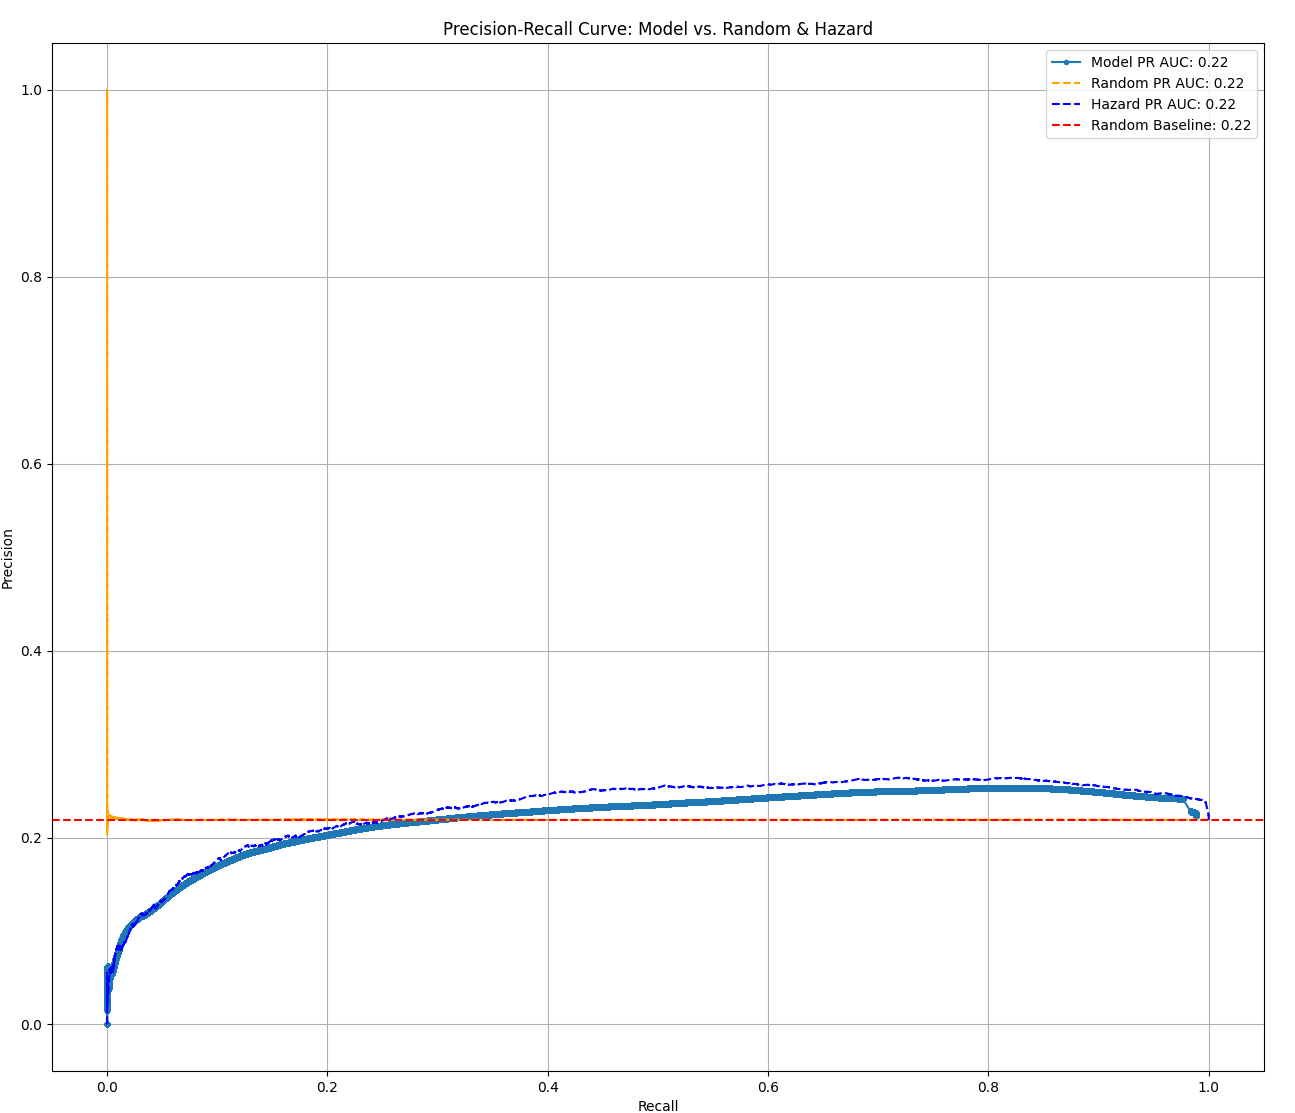 Precision-Recall Curve: Model vs. Random & Hazard
Model PR AUC: 0.22
Random PR AUC: 0.22
Hazard PR AUC: 0.22
Random Baseline: 0.22
1.0
0.8
0.6
0.4
0.2
0.0
Precision
0.0 0.2 0.4 0.6 0.8 1.0
Recall